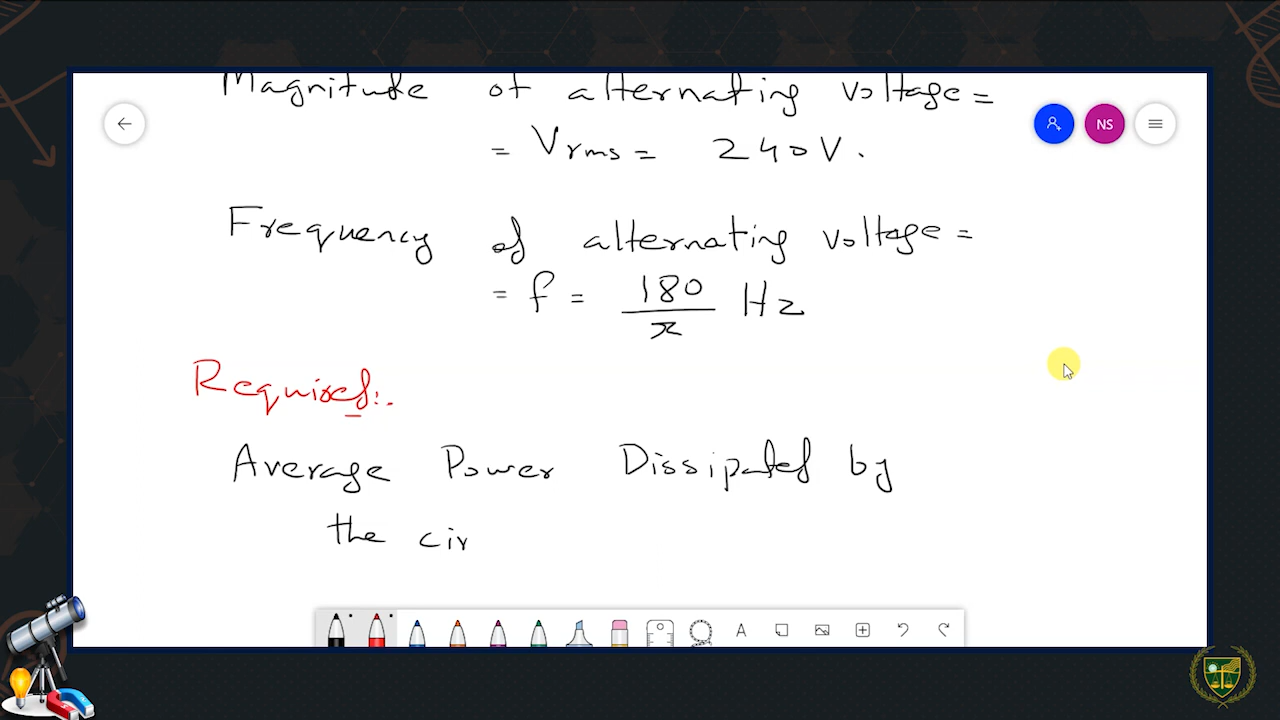 Magnitude of alternating voltage =
= Vrms = 240V.
NS
Frequency of alternating voltage =
= f = 180/π Hz
Required:.
Average Power Dissipated by
the cir
A